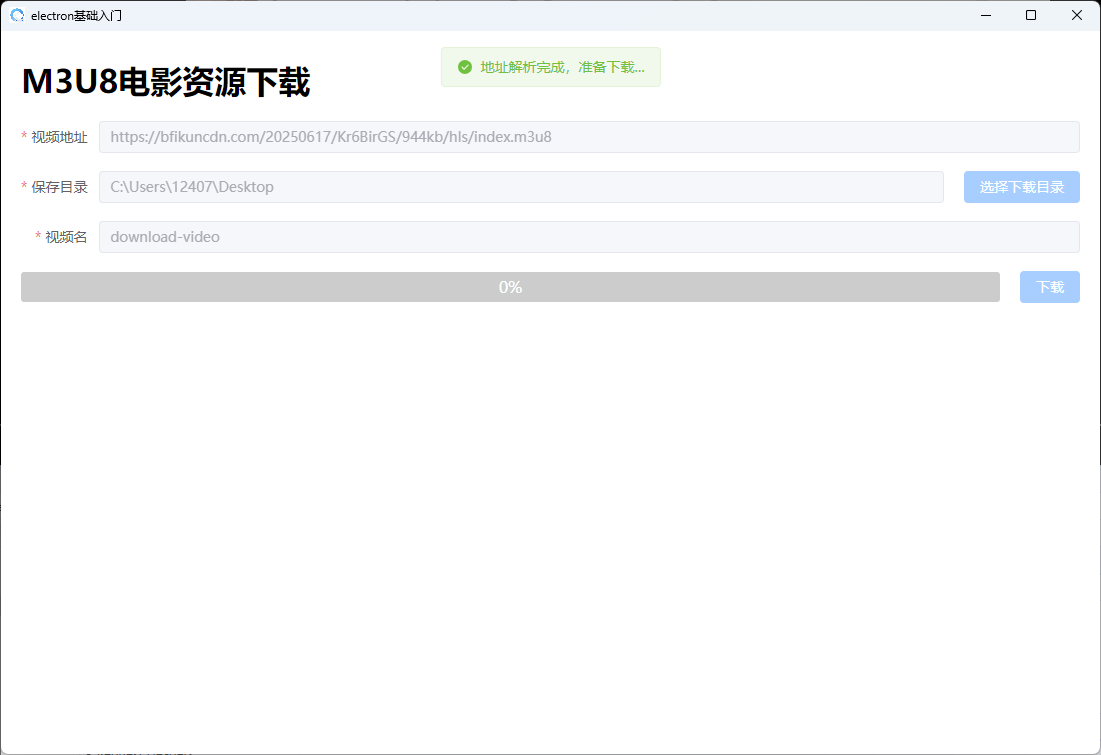 electron基础入门
M3U8电影资源下载
地址解析完成，准备下载...
* 视频地址 https://bfikuncdn.com/20250617/Kr6BirGS/944kb/hls/index.m3u8
* 保存目录 C:\Users\12407\Desktop 选择下载目录
* 视频名 download-video
0% 下载